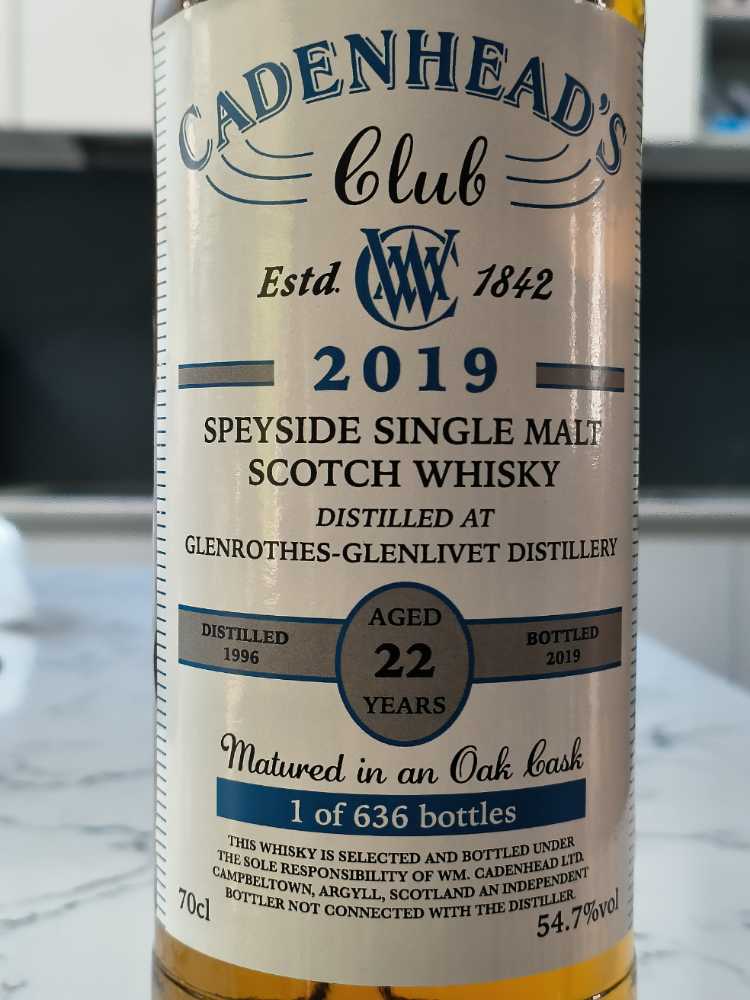 CADENHEAD'S
Club
Estd. WMC 1842
2019
SPEYSIDE SINGLE MALT
SCOTCH WHISKY
DISTILLED AT
GLENROTHES-GLENLIVET DISTILLERY
DISTILLED
1996
AGED
22
YEARS
BOTTLED
2019
Matured in an Oak Cask
1 of 636 bottles
THIS WHISKY IS SELECTED AND BOTTLED UNDER
THE SOLE RESPONSIBILITY OF WM. CADENHEAD LTD.
CAMPBELTOWN, ARGYLL, SCOTLAND AN INDEPENDENT
BOTTLER NOT CONNECTED WITH THE DISTILLER
70cl
54.7%vol